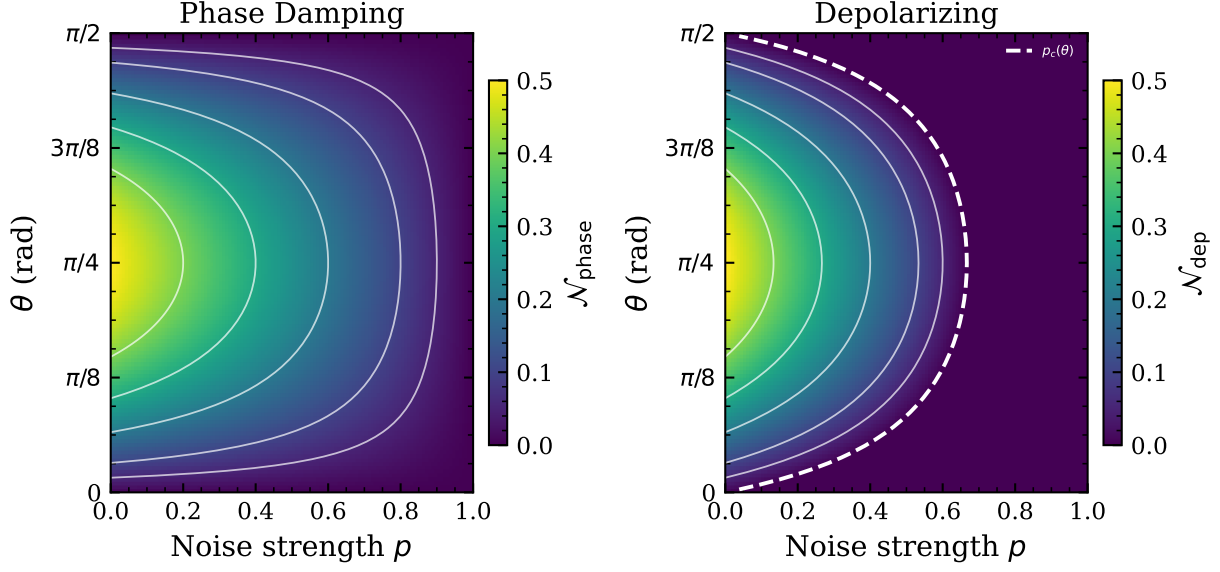 Phase Damping
π/2
3π/8
π/4
π/8
0
θ (rad)
0.0 0.2 0.4 0.6 0.8 1.0
Noise strength p
0.5
0.4
0.3
0.2
0.1
0.0
𝒩phase
Depolarizing
p_c(θ)
π/2
3π/8
π/4
π/8
0
θ (rad)
0.0 0.2 0.4 0.6 0.8 1.0
Noise strength p
0.5
0.4
0.3
0.2
0.1
0.0
𝒩dep